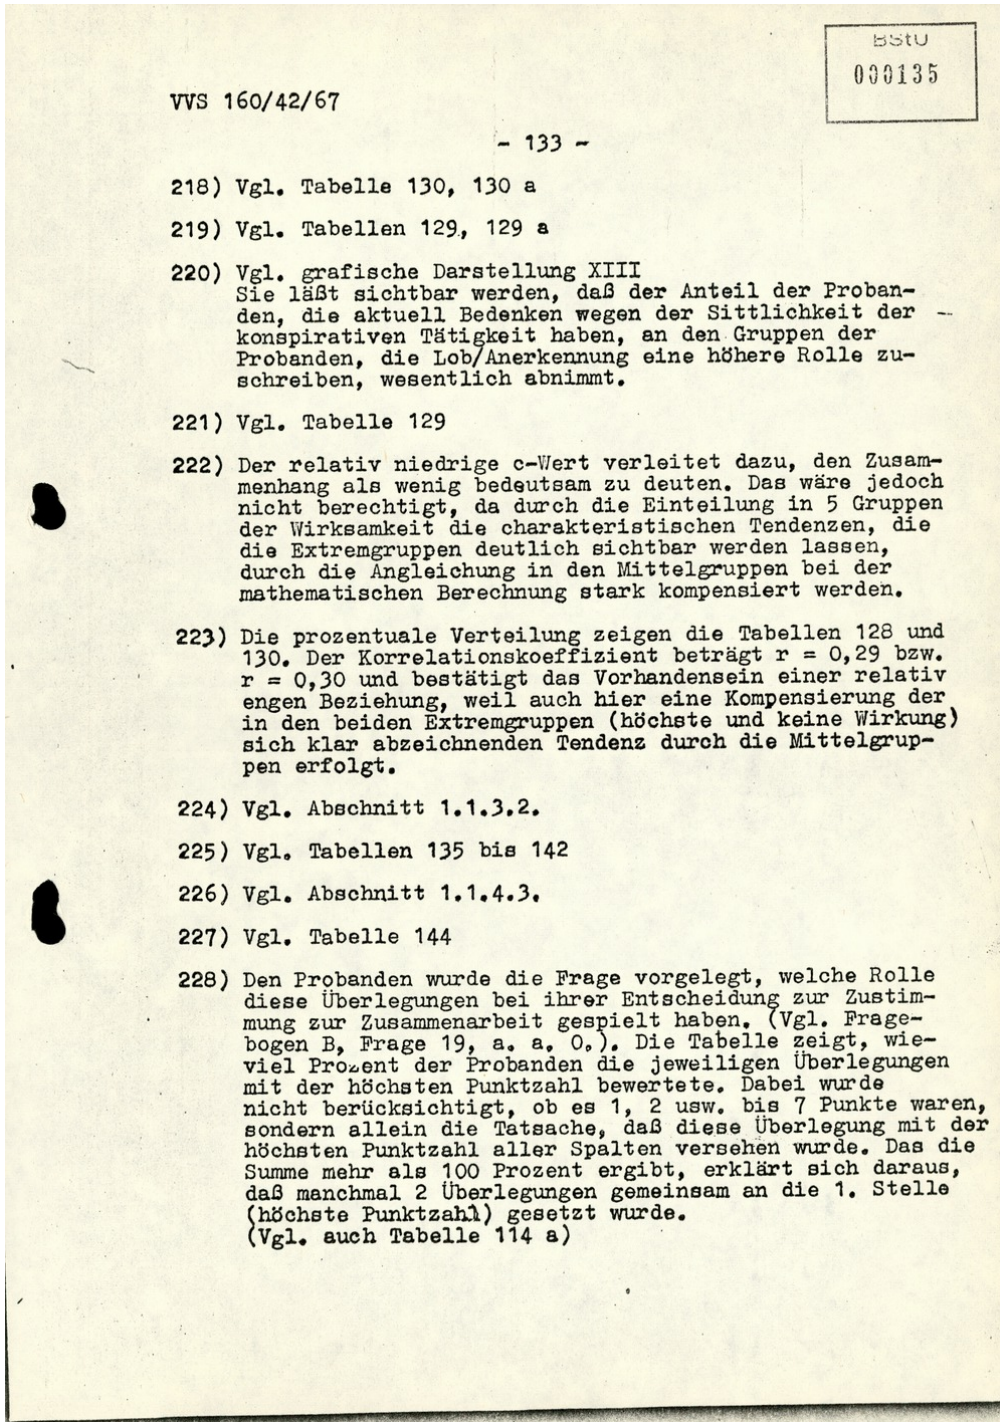 BStU
000135
VVS 160/42/67
- 133 -
218) Vgl. Tabelle 130, 130 a
219) Vgl. Tabellen 129, 129 a
220) Vgl. grafische Darstellung XIII
Sie läßt sichtbar werden, daß der Anteil der Proban-
den, die aktuell Bedenken wegen der Sittlichkeit der
konspirativen Tätigkeit haben, an den Gruppen der
Probanden, die Lob/Anerkennung eine höhere Rolle zu-
schreiben, wesentlich abnimmt.
221) Vgl. Tabelle 129
222) Der relativ niedrige c-Wert verleitet dazu, den Zusam-
menhang als wenig bedeutsam zu deuten. Das wäre jedoch
nicht berechtigt, da durch die Einteilung in 5 Gruppen
der Wirksamkeit die charakteristischen Tendenzen, die
die Extremgruppen deutlich sichtbar werden lassen,
durch die Angleichung in den Mittelgruppen bei der
mathematischen Berechnung stark kompensiert werden.
223) Die prozentuale Verteilung zeigen die Tabellen 128 und
130. Der Korrelationskoeffizient beträgt r = 0,29 bzw.
r = 0,30 und bestätigt das Vorhandensein einer relativ
engen Beziehung, weil auch hier eine Kompensierung der
in den beiden Extremgruppen (höchste und keine Wirkung)
sich klar abzeichnenden Tendenz durch die Mittelgrup-
pen erfolgt.
224) Vgl. Abschnitt 1.1.3.2.
225) Vgl. Tabellen 135 bis 142
226) Vgl. Abschnitt 1.1.4.3.
227) Vgl. Tabelle 144
228) Den Probanden wurde die Frage vorgelegt, welche Rolle
diese Überlegungen bei ihrer Entscheidung zur Zustim-
mung zur Zusammenarbeit gespielt haben. (Vgl. Frage-
bogen B, Frage 19, a. a. O.). Die Tabelle zeigt, wie-
viel Prozent der Probanden die jeweiligen Überlegungen
mit der höchsten Punktzahl bewertete. Dabei wurde
nicht berücksichtigt, ob es 1, 2 usw. bis 7 Punkte waren,
sondern allein die Tatsache, daß diese Überlegung mit der
höchsten Punktzahl aller Spalten versehen wurde. Das die
Summe mehr als 100 Prozent ergibt, erklärt sich daraus,
daß manchmal 2 Überlegungen gemeinsam an die 1. Stelle
(höchste Punktzahl) gesetzt wurde.
(Vgl. auch Tabelle 114 a)